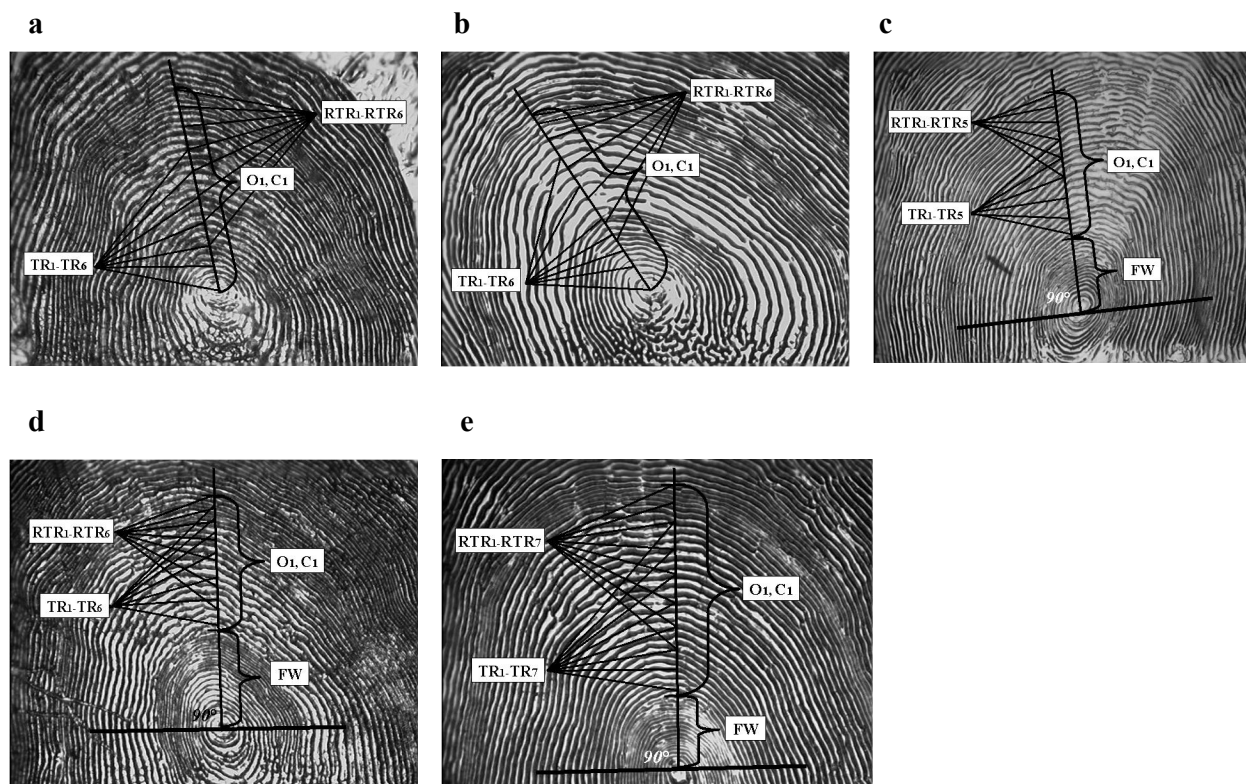 a
b
c
RTR1-RTR6
O1, C1
TR1-TR6
RTR1-RTR6
O1, C1
TR1-TR6
RTR1-RTR5
O1, C1
TR1-TR5
FW
90°
d
e
RTR1-RTR6
O1, C1
TR1-TR6
FW
90°
RTR1-RTR7
O1, C1
TR1-TR7
FW
90°